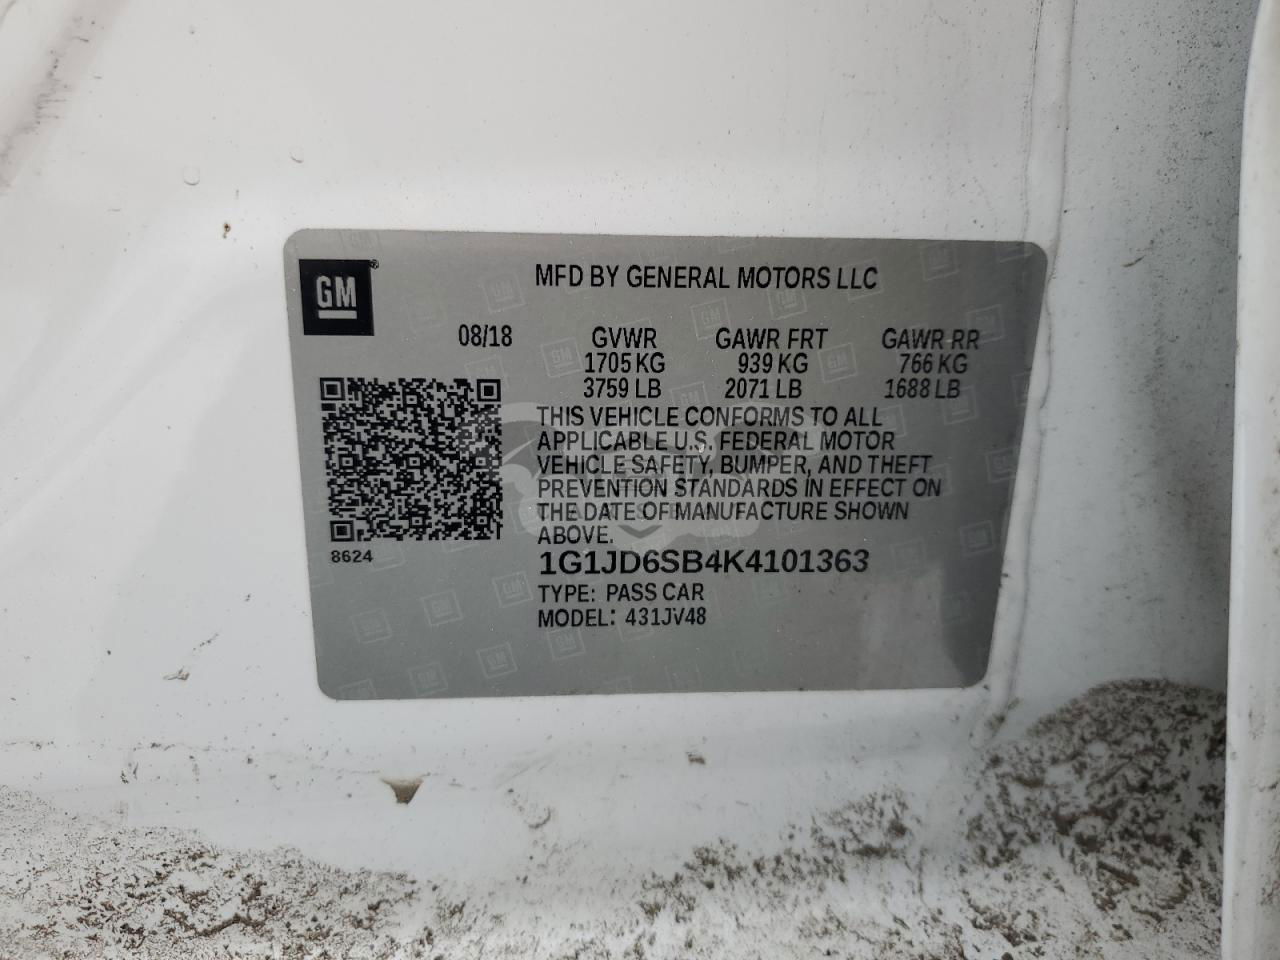 GM®
MFD BY GENERAL MOTORS LLC
08/18 GVWR GAWR FRT GAWR RR
1705 KG 939 KG 766 KG
3759 LB 2071 LB 1688 LB
THIS VEHICLE CONFORMS TO ALL
APPLICABLE U.S. FEDERAL MOTOR
VEHICLE SAFETY, BUMPER, AND THEFT
PREVENTION STANDARDS IN EFFECT ON
THE DATE OF MANUFACTURE SHOWN
ABOVE.
8624
1G1JD6SB4K4101363
TYPE: PASS CAR
MODEL: 431JV48